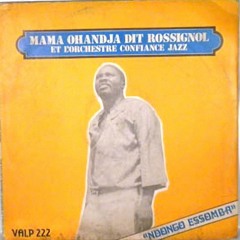 MAMA OHANDJA DIT ROSSIGNOL
ET L'ORCHESTRE CONFIANCE JAZZ
VALP 222
"NDONGO ESSOMBA"